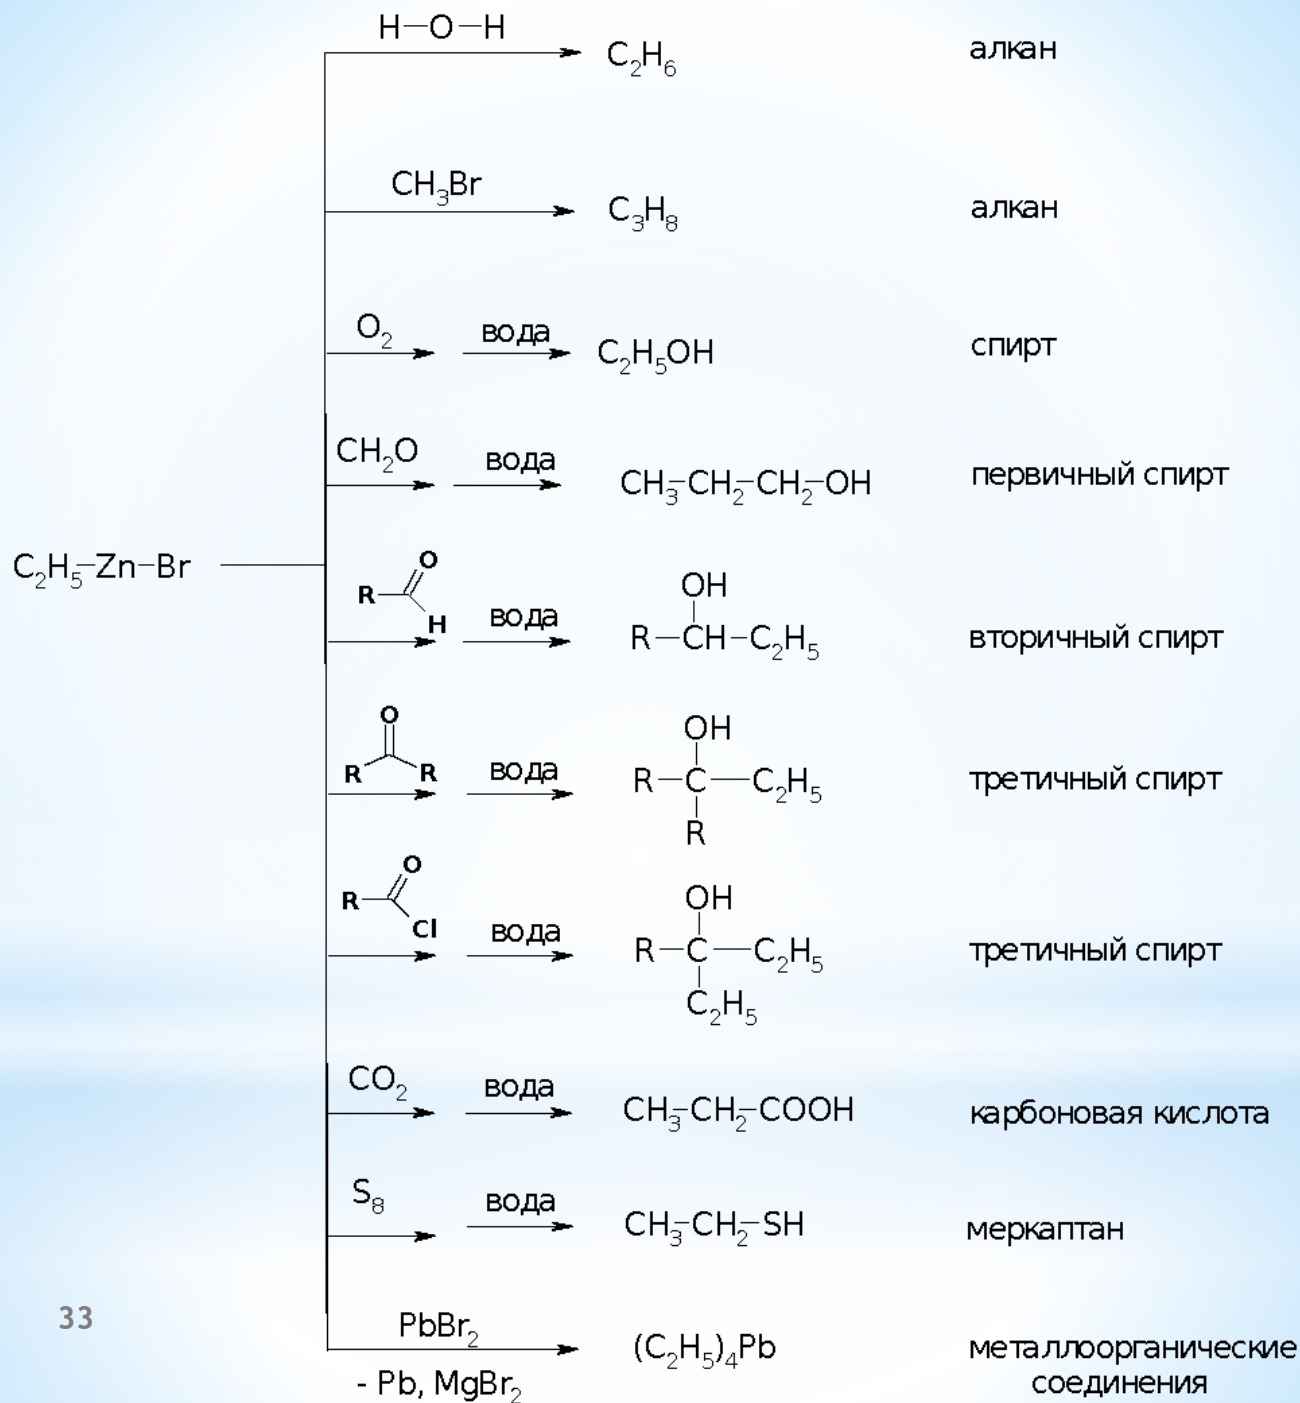 H–O–H
C₂H₆ алкан
CH₃Br
C₃H₈ алкан
O₂ вода
C₂H₅OH спирт
CH₂O вода
CH₃–CH₂–CH₂–OH первичный спирт
C₂H₅–Zn–Br
O
R
H
вода
OH
R–CH–C₂H₅ вторичный спирт
O
R R
вода
OH
R–C–C₂H₅ третичный спирт
R
O
R
Cl
вода
OH
R–C–C₂H₅ третичный спирт
C₂H₅
CO₂ вода
CH₃–CH₂–COOH карбоновая кислота
S₈ вода
CH₃–CH₂–SH меркаптан
33
PbBr₂
(C₂H₅)₄Pb металлоорганические
- Pb, MgBr₂ соединения